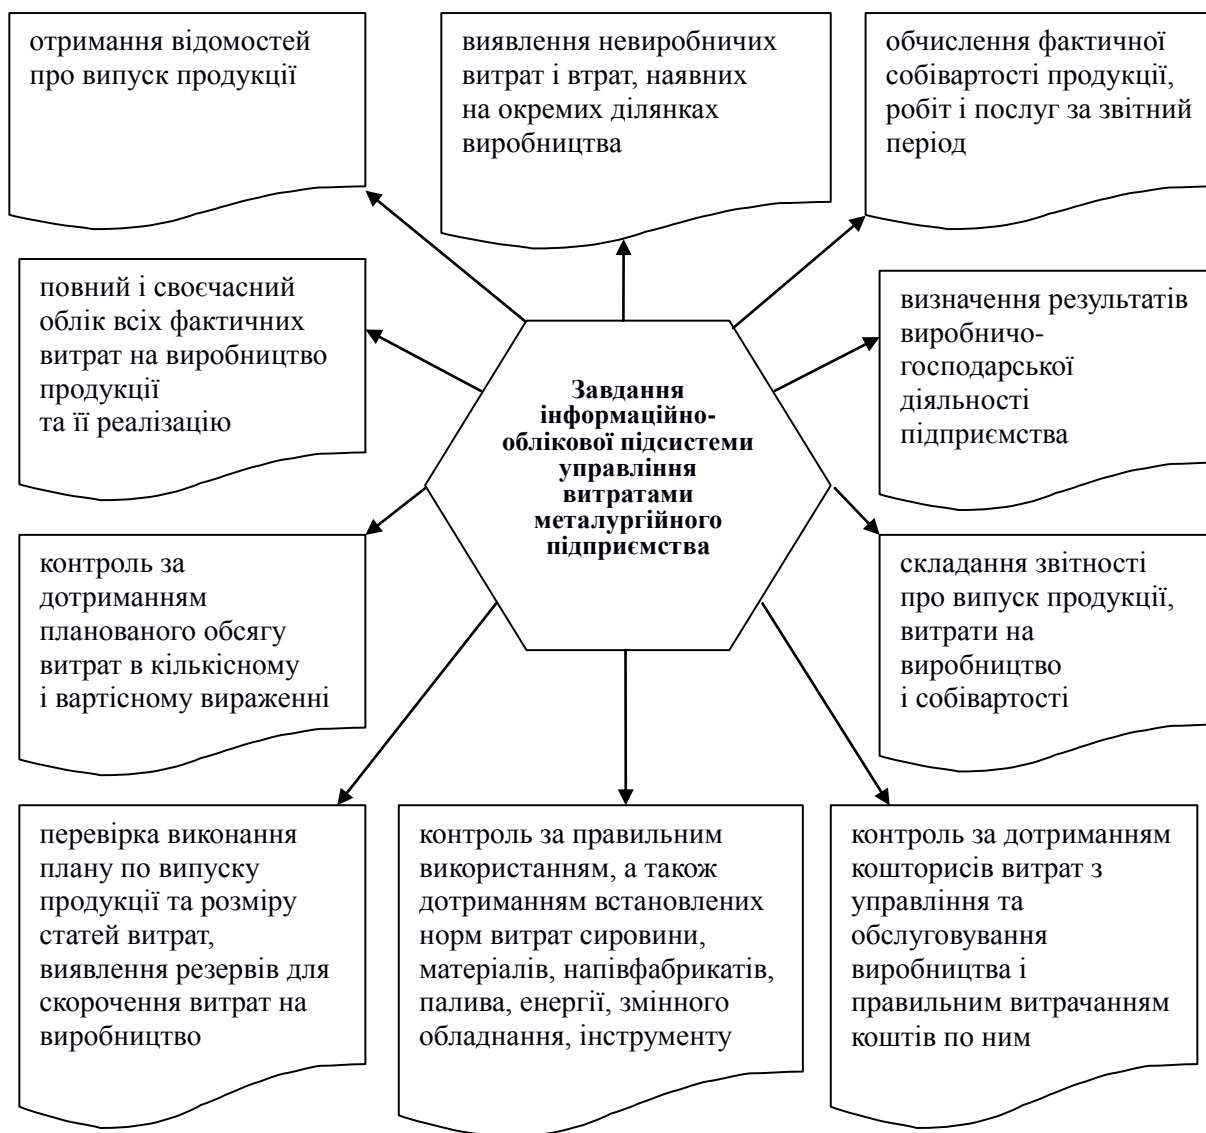 отримання відомостей
про випуск продукції
виявлення невиробничих
витрат і втрат, наявних
на окремих ділянках
виробництва
обчислення фактичної
собівартості продукції,
робіт і послуг за звітний
період
повний і своєчасний
облік всіх фактичних
витрат на виробництво
продукції
та її реалізацію
Завдання
інформаційно-
облікової підсистеми
управління
витратами
металургійного
підприємства
визначення результатів
виробничо-
господарської
діяльності
підприємства
контроль за
дотриманням
планованого обсягу
витрат в кількісному
і вартісному вираженні
складання звітності
про випуск продукції,
витрати на
виробництво
і собівартості
перевірка виконання
плану по випуску
продукції та розміру
статей витрат,
виявлення резервів для
скорочення витрат на
виробництво
контроль за правильним
використанням, а також
дотриманням встановлених
норм витрат сировини,
матеріалів, напівфабрикатів,
палива, енергії, змінного
обладнання, інструменту
контроль за дотриманням
кошторисів витрат з
управління та
обслуговування
виробництва і
правильним витрачанням
коштів по ним